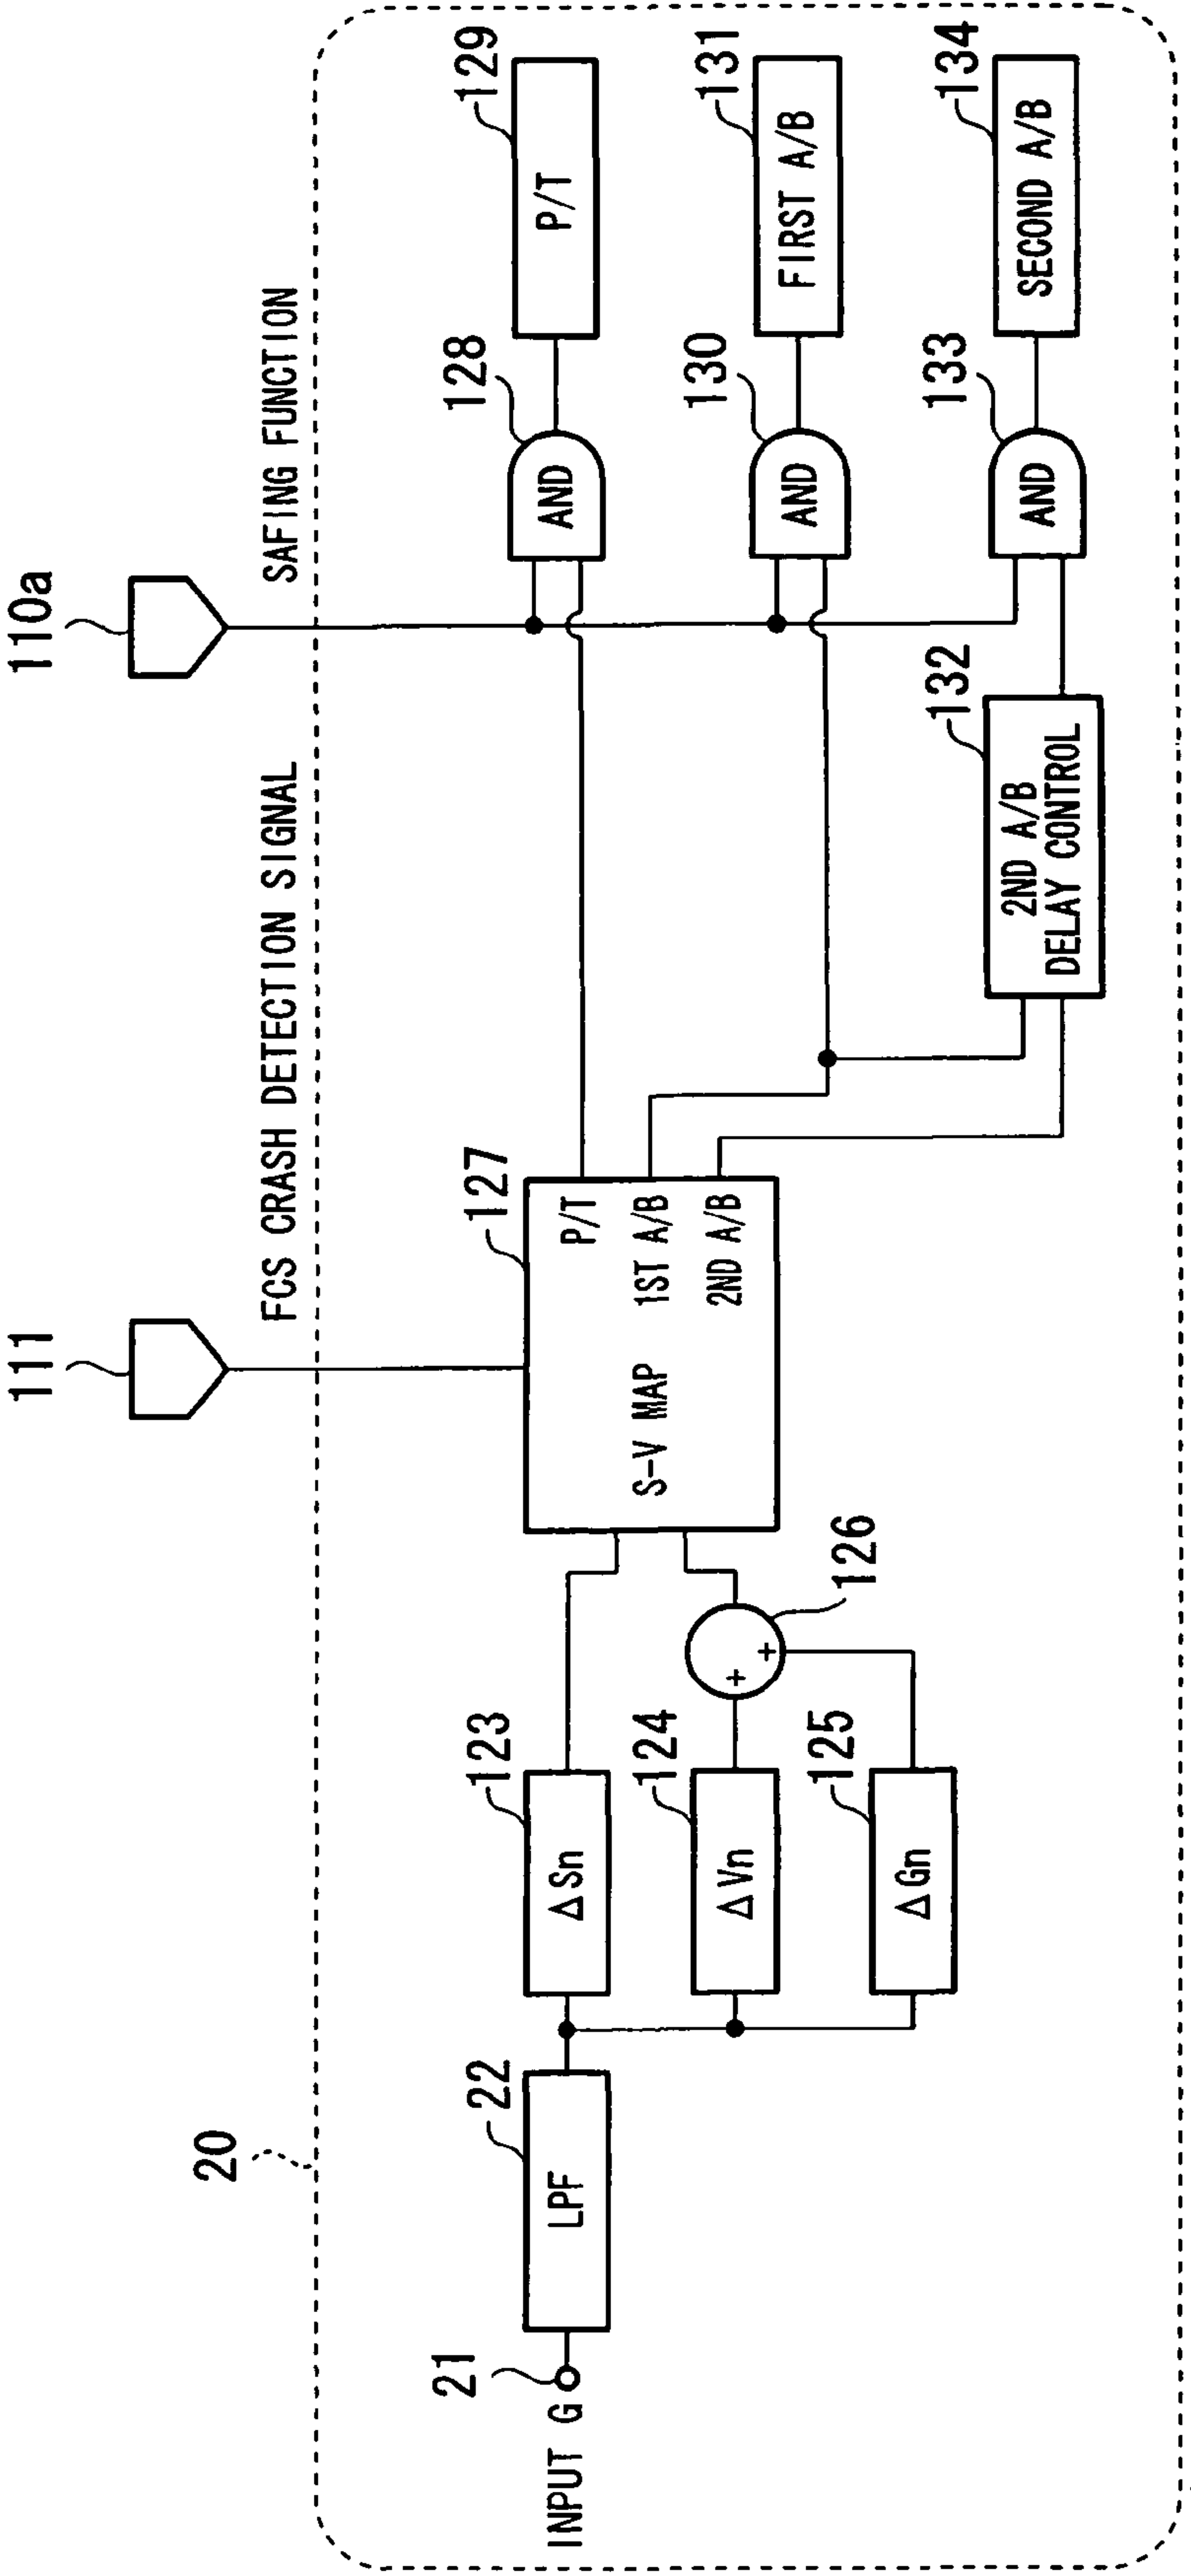 111
110a
FCS CRASH DETECTION SIGNAL
SAFING FUNCTION
20
INPUT G
21
22
LPF
123
ΔSn
124
ΔVn
125
ΔGn
126
+
+
127
S-V MAP
P/T
1ST A/B
2ND A/B
128
AND
129
P/T
130
AND
131
FIRST A/B
132
2ND A/B
DELAY CONTROL
133
AND
134
SECOND A/B